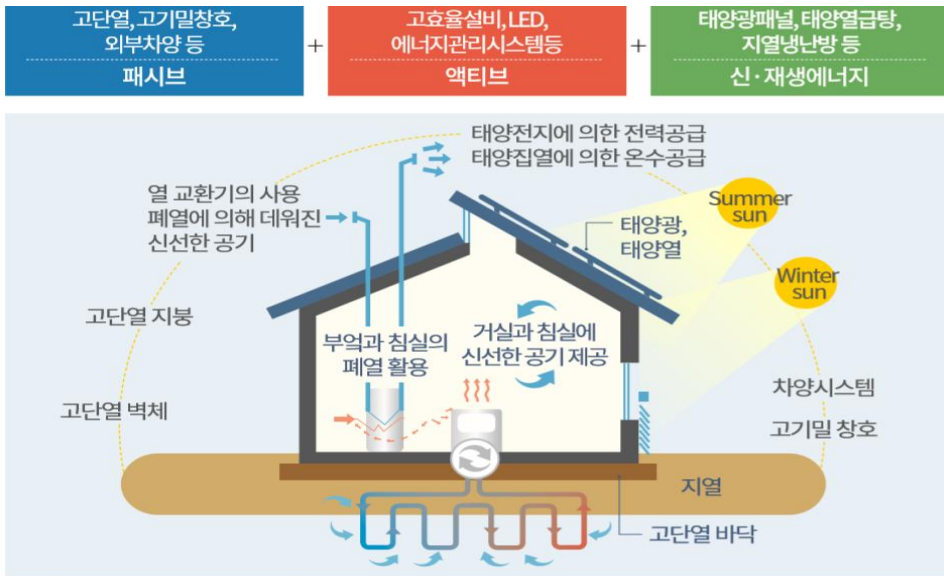 고단열, 고기밀창호,
외부차양 등
패시브
+
고효율설비, LED,
에너지관리시스템등
액티브
+
태양광패널, 태양열급탕,
지열냉난방 등
신·재생에너지
태양전지에 의한 전력공급
태양집열에 의한 온수공급
열 교환기의 사용
폐열에 의해 데워진
신선한 공기
Summer
sun
태양광,
태양열
Winter
sun
고단열 지붕
부엌과 침실의
폐열 활용
거실과 침실에
신선한 공기 제공
차양시스템
고단열 벽체
고기밀 창호
지열
고단열 바닥